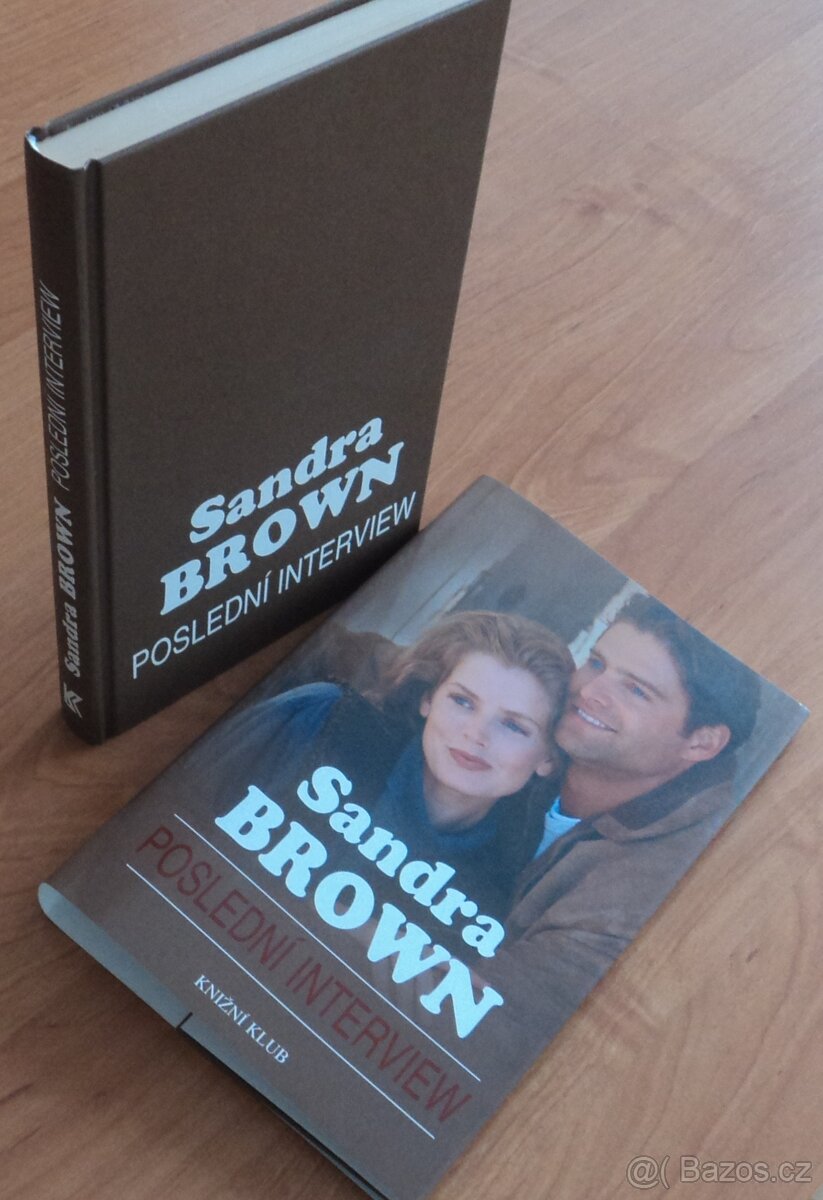 Sandra BROWN POSLEDNÍ INTERVIEW
Sandra
BROWN
POSLEDNÍ INTERVIEW
Sandra
BROWN
POSLEDNÍ INTERVIEW
KNIŽNÍ KLUB
@( Bazos.cz